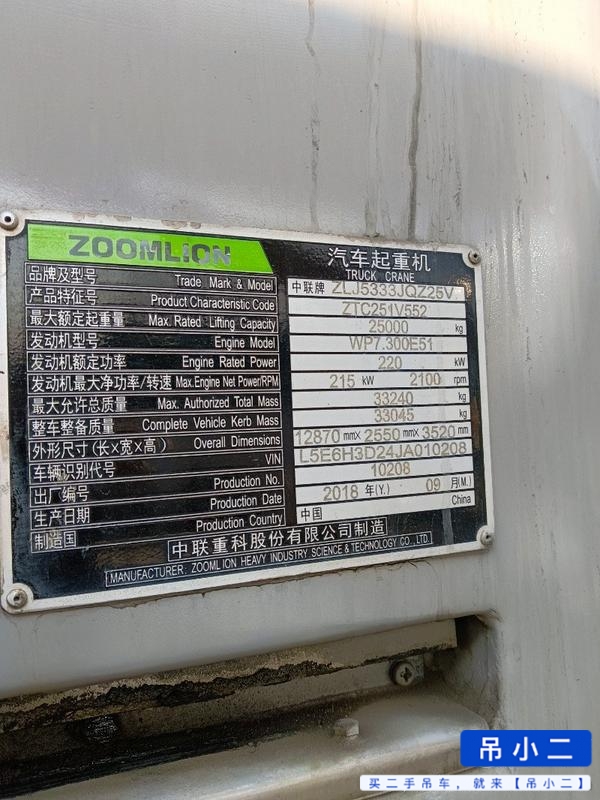 ZOOMLION
汽车起重机
TRUCK CRANE
品牌及型号 Trade Mark & Model 中联牌 ZLJ5333JQZ25V
产品特征号 Product Characteristic Code ZTC251V552
最大额定起重量 Max. Rated Lifting Capacity 25000 kg
发动机型号 Engine Model WP7.300E51
发动机额定功率 Engine Rated Power 220 kW
发动机最大净功率/转速 Max.Engine Net Power/RPM 215 kW 2100 rpm
最大允许总质量 Max. Authorized Total Mass 33240 kg
整车整备质量 Complete Vehicle Kerb Mass 33045 kg
外形尺寸(长×宽×高) Overall Dimensions 12870 mm× 2550 mm× 3520 mm
车辆识别代号 VIN L5E6H3D24JA010208
出厂编号 Production No. 10208
生产日期 Production Date 2018 年(Y.) 09 月(M.)
制造国 Production Country 中国 China
中联重科股份有限公司制造
MANUFACTURER: ZOOMLION HEAVY INDUSTRY SCIENCE & TECHNOLOGY CO., LTD.
吊小二
买二手吊车，就来【吊小二】